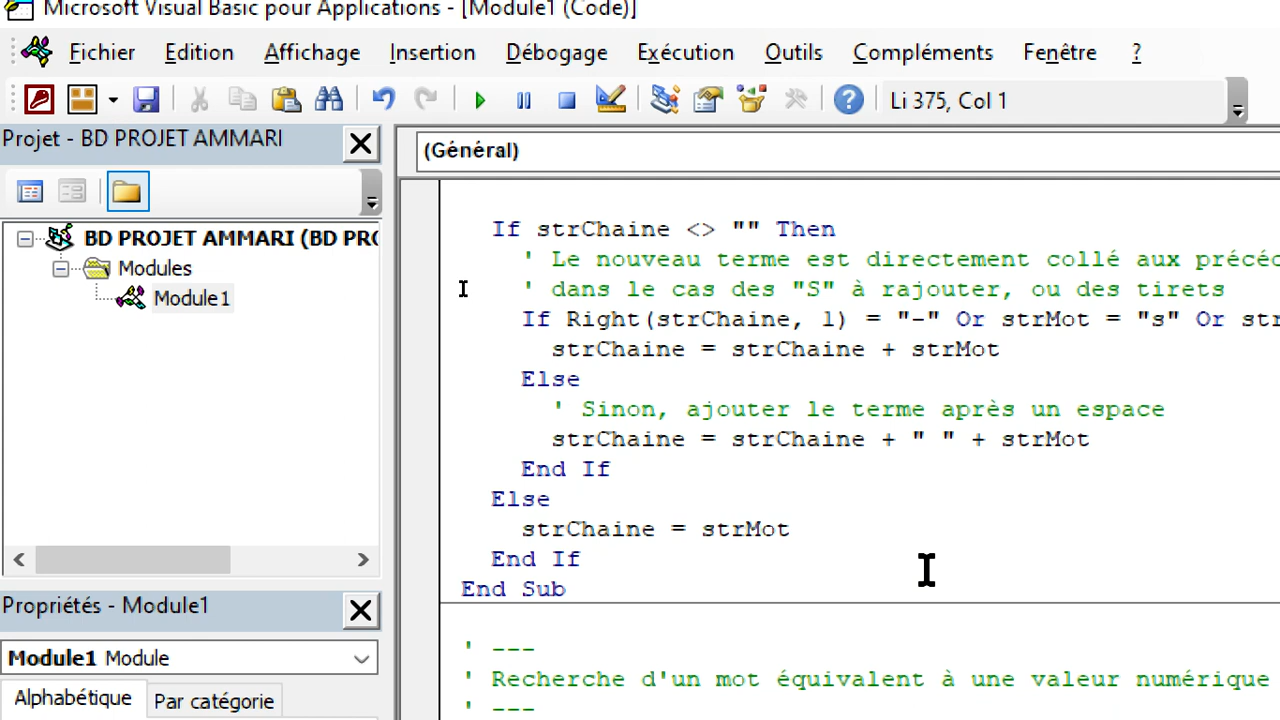 Microsoft Visual Basic pour Applications - [Module1 (Code)]
Fichier Edition Affichage Insertion Débogage Exécution Outils Compléments Fenêtre ?
Li 375, Col 1
Projet - BD PROJET AMMARI
(Général)
BD PROJET AMMARI (BD PRO
Modules
Module1
If strChaine <> "" Then
' Le nouveau terme est directement collé aux précéd
' dans le cas des "S" à rajouter, ou des tirets
If Right(strChaine, 1) = "-" Or strMot = "s" Or str
strChaine = strChaine + strMot
Else
' Sinon, ajouter le terme après un espace
strChaine = strChaine + " " + strMot
End If
Else
strChaine = strMot
End If
End Sub
' ---
' Recherche d'un mot équivalent à une valeur numérique
' ---
Propriétés - Module1
Module1 Module
Alphabétique Par catégorie